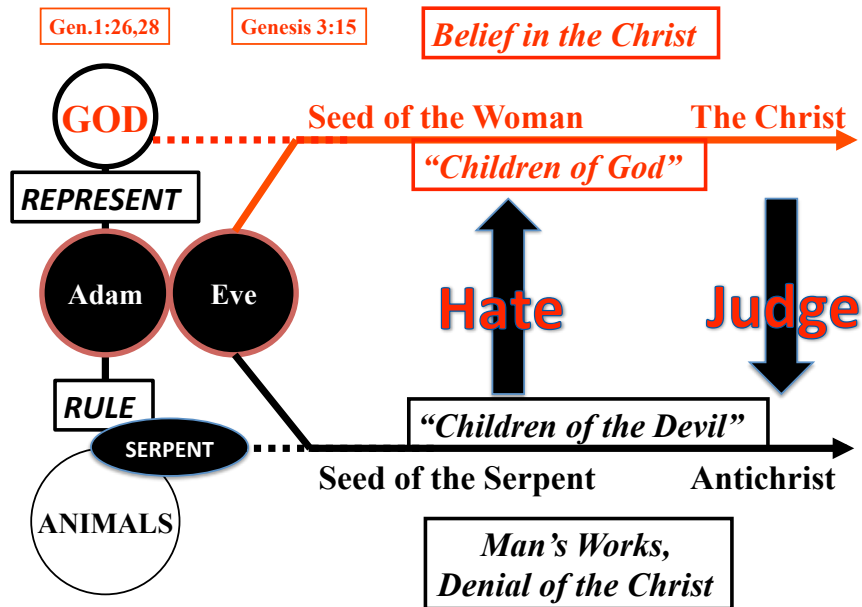 Gen.1:26,28
Genesis 3:15
Belief in the Christ
GOD
Seed of the Woman
The Christ
“Children of God”
REPRESENT
Adam
Eve
Hate
Judge
RULE
“Children of the Devil”
SERPENT
Seed of the Serpent
Antichrist
ANIMALS
Man’s Works,
Denial of the Christ